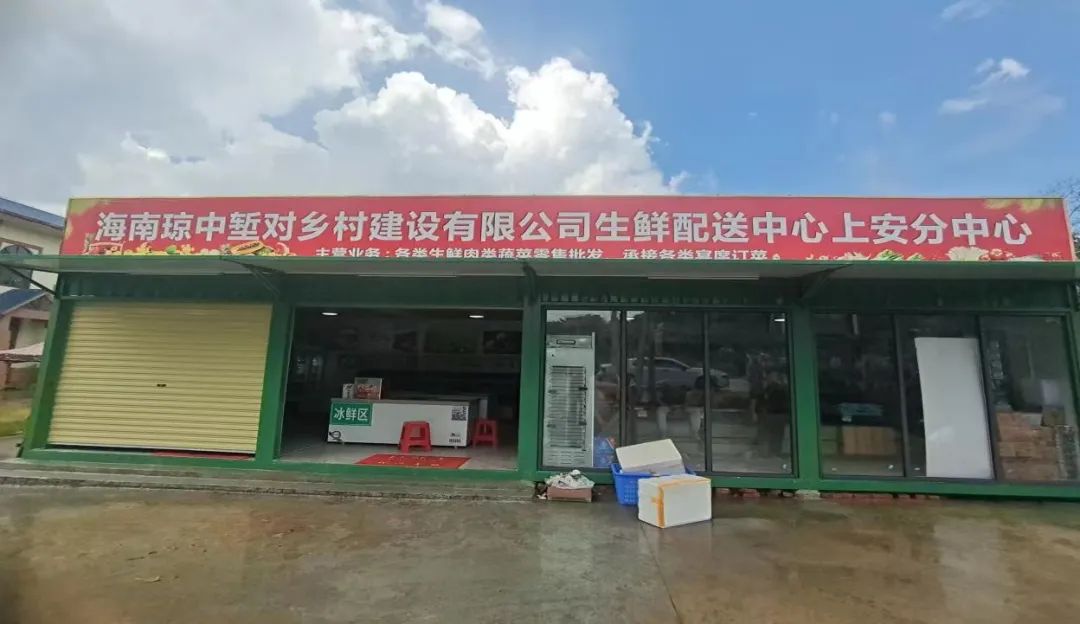 海南琼中堑对乡村建设有限公司生鲜配送中心上安分中心
主营业务：各类生鲜肉类蔬菜零售批发 承接各类宴席订菜
冰鲜区